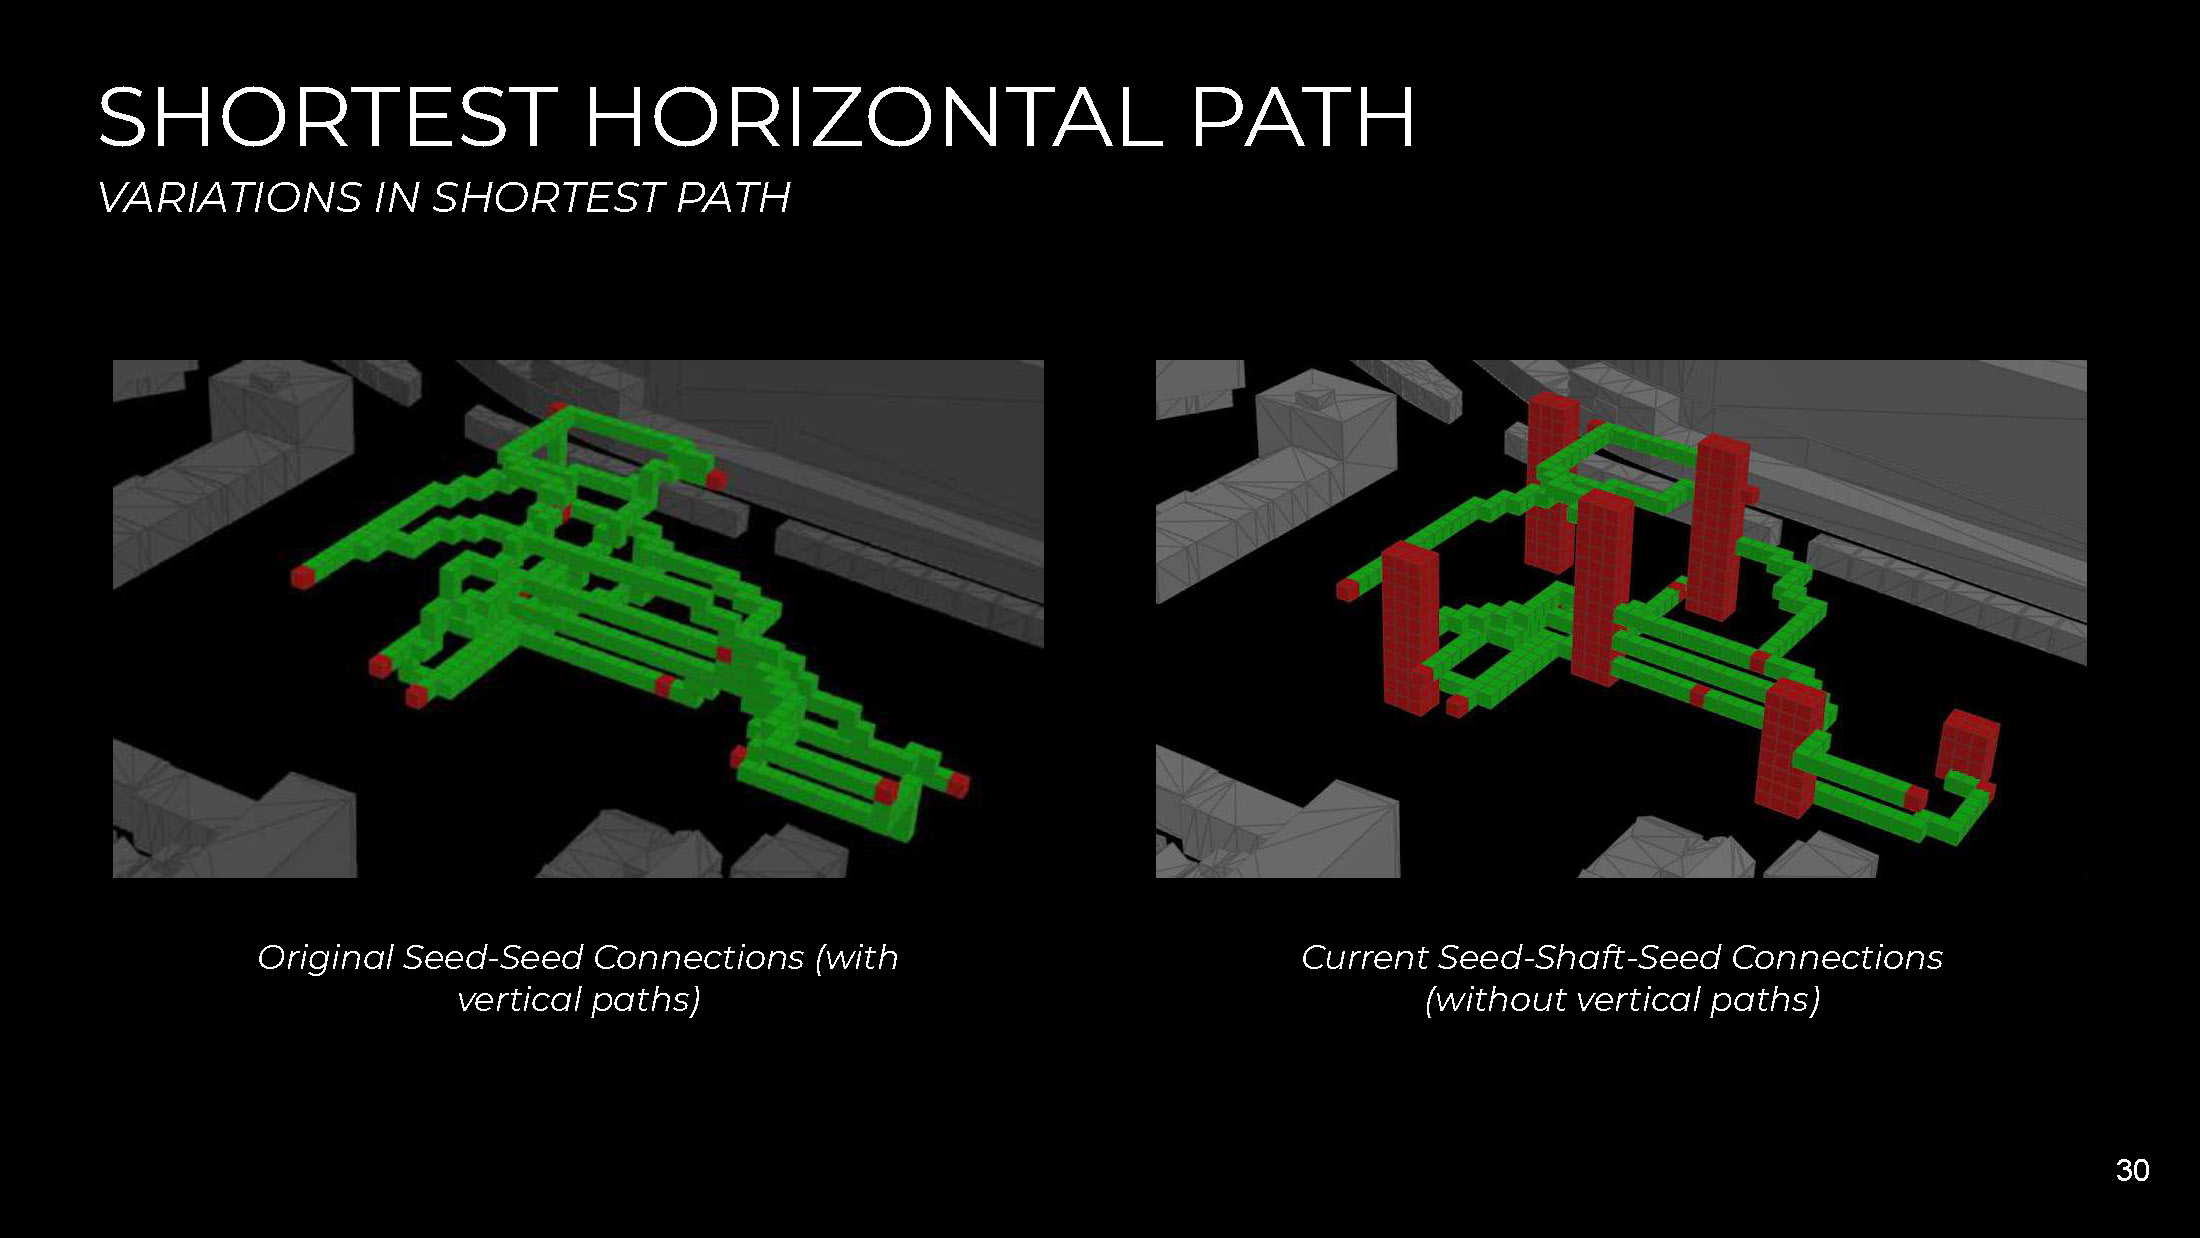 SHORTEST HORIZONTAL PATH
VARIATIONS IN SHORTEST PATH
Original Seed-Seed Connections (with
vertical paths)
Current Seed-Shaft-Seed Connections
(without vertical paths)
30